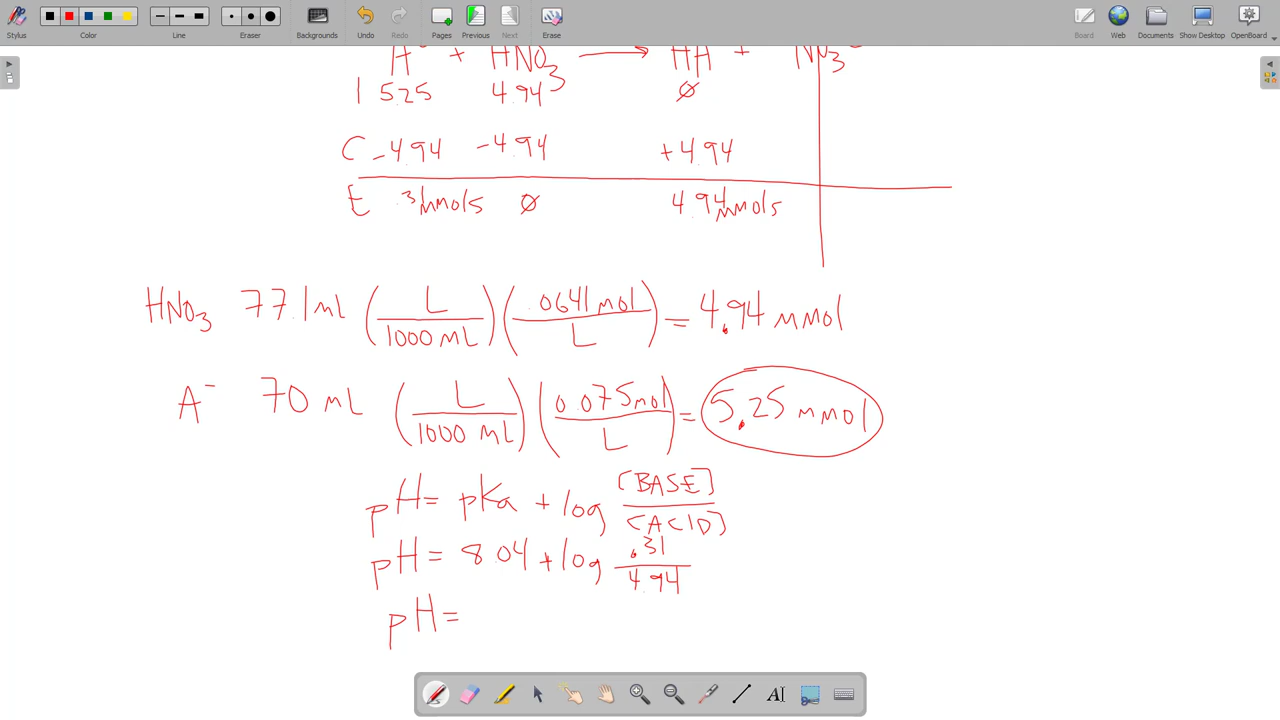 Stylus Color Line Eraser Backgrounds Undo Redo Pages Previous Next Erase Board Web Documents Show Desktop OpenBoard
A⁻ + HNO3 ⟶ HA + NO3⁻
I 5.25 4.94 ∅
C -4.94 -4.94 +4.94
E .31 mmols ∅ 4.94 mmols
HNO3 77.1 mL (L/1000 mL)(.0641 mol/L) = 4.94 mmol
A⁻ 70 mL (L/1000 mL)(0.075 mol/L) = 5.25 mmol
pH = pKa + log [BASE]/[ACID]
pH = 8.04 + log .31/4.94
pH =